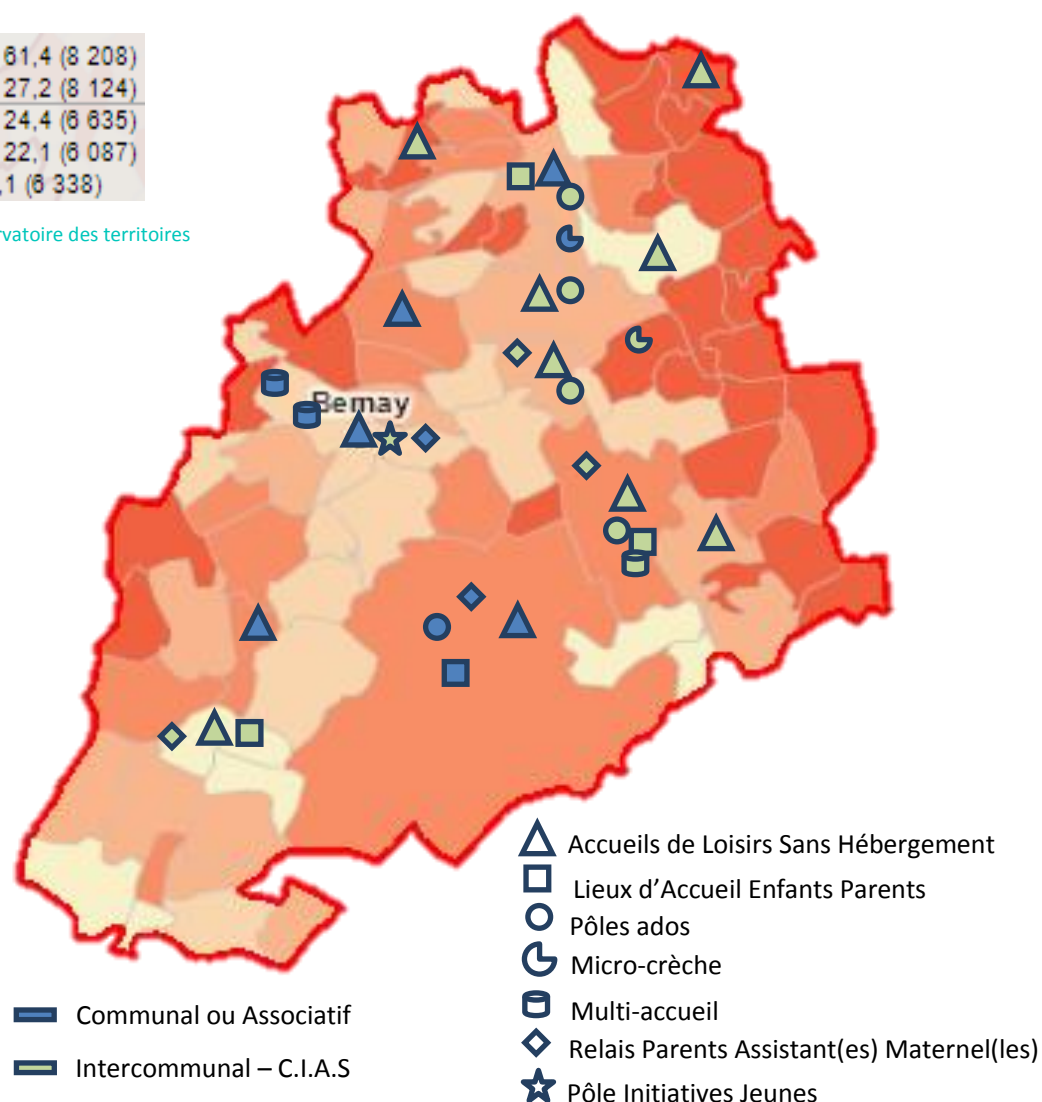 61,4 (8 208)
27,2 (8 124)
24,4 (6 635)
22,1 (6 087)
,1 (6 338)
rvatoire des territoires
Bernay
Accueils de Loisirs Sans Hébergement
Lieux d’Accueil Enfants Parents
Pôles ados
Micro-crèche
Multi-accueil
Relais Parents Assistant(es) Maternel(les)
Pôle Initiatives Jeunes
Communal ou Associatif
Intercommunal – C.I.A.S